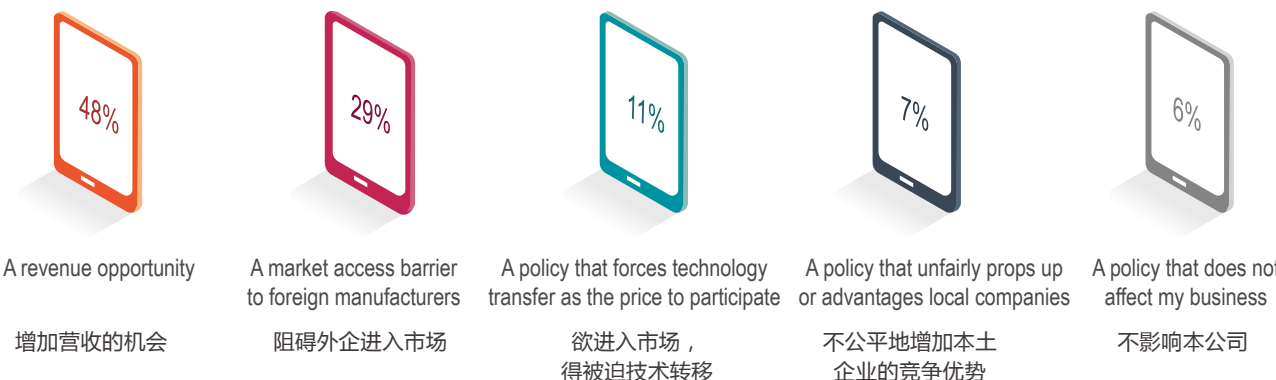 48%
29%
11%
7%
6%
A revenue opportunity
增加营收的机会
A market access barrier
to foreign manufacturers
阻碍外企进入市场
A policy that forces technology
transfer as the price to participate
欲进入市场，
得被迫技术转移
A policy that unfairly props up
or advantages local companies
不公平地增加本土
企业的竞争优势
A policy that does not
affect my business
不影响本公司